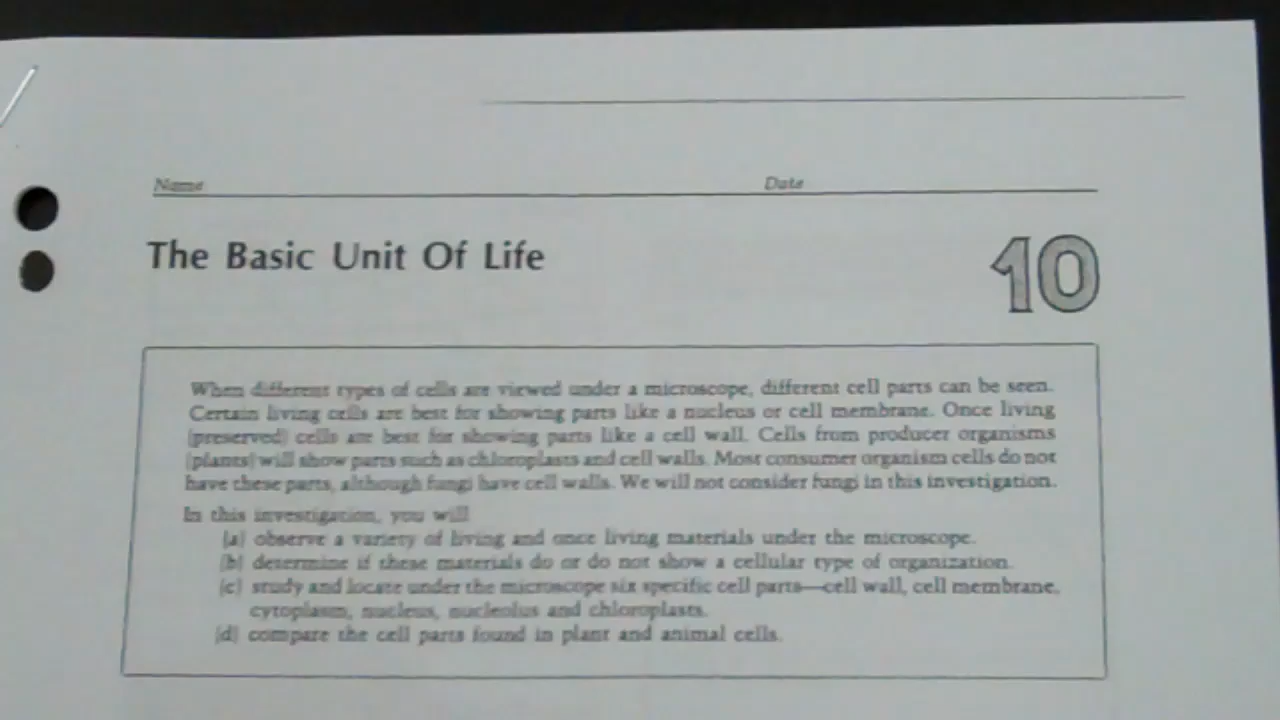 Name Date
The Basic Unit Of Life 10
When different types of cells are viewed under a microscope, different cell parts can be seen.
Certain living cells are best for showing parts like a nucleus or cell membrane. Once living
(preserved) cells are best for showing parts like a cell wall. Cells from producer organisms
(plants) will show parts such as chloroplasts and cell walls. Most consumer organism cells do not
have these parts, although fungi have cell walls. We will not consider fungi in this investigation.
In this investigation, you will
(a) observe a variety of living and once living materials under the microscope.
(b) determine if these materials do or do not show a cellular type of organization.
(c) study and locate under the microscope six specific cell parts—cell wall, cell membrane,
cytoplasm, nucleus, nucleolus and chloroplasts.
(d) compare the cell parts found in plant and animal cells.